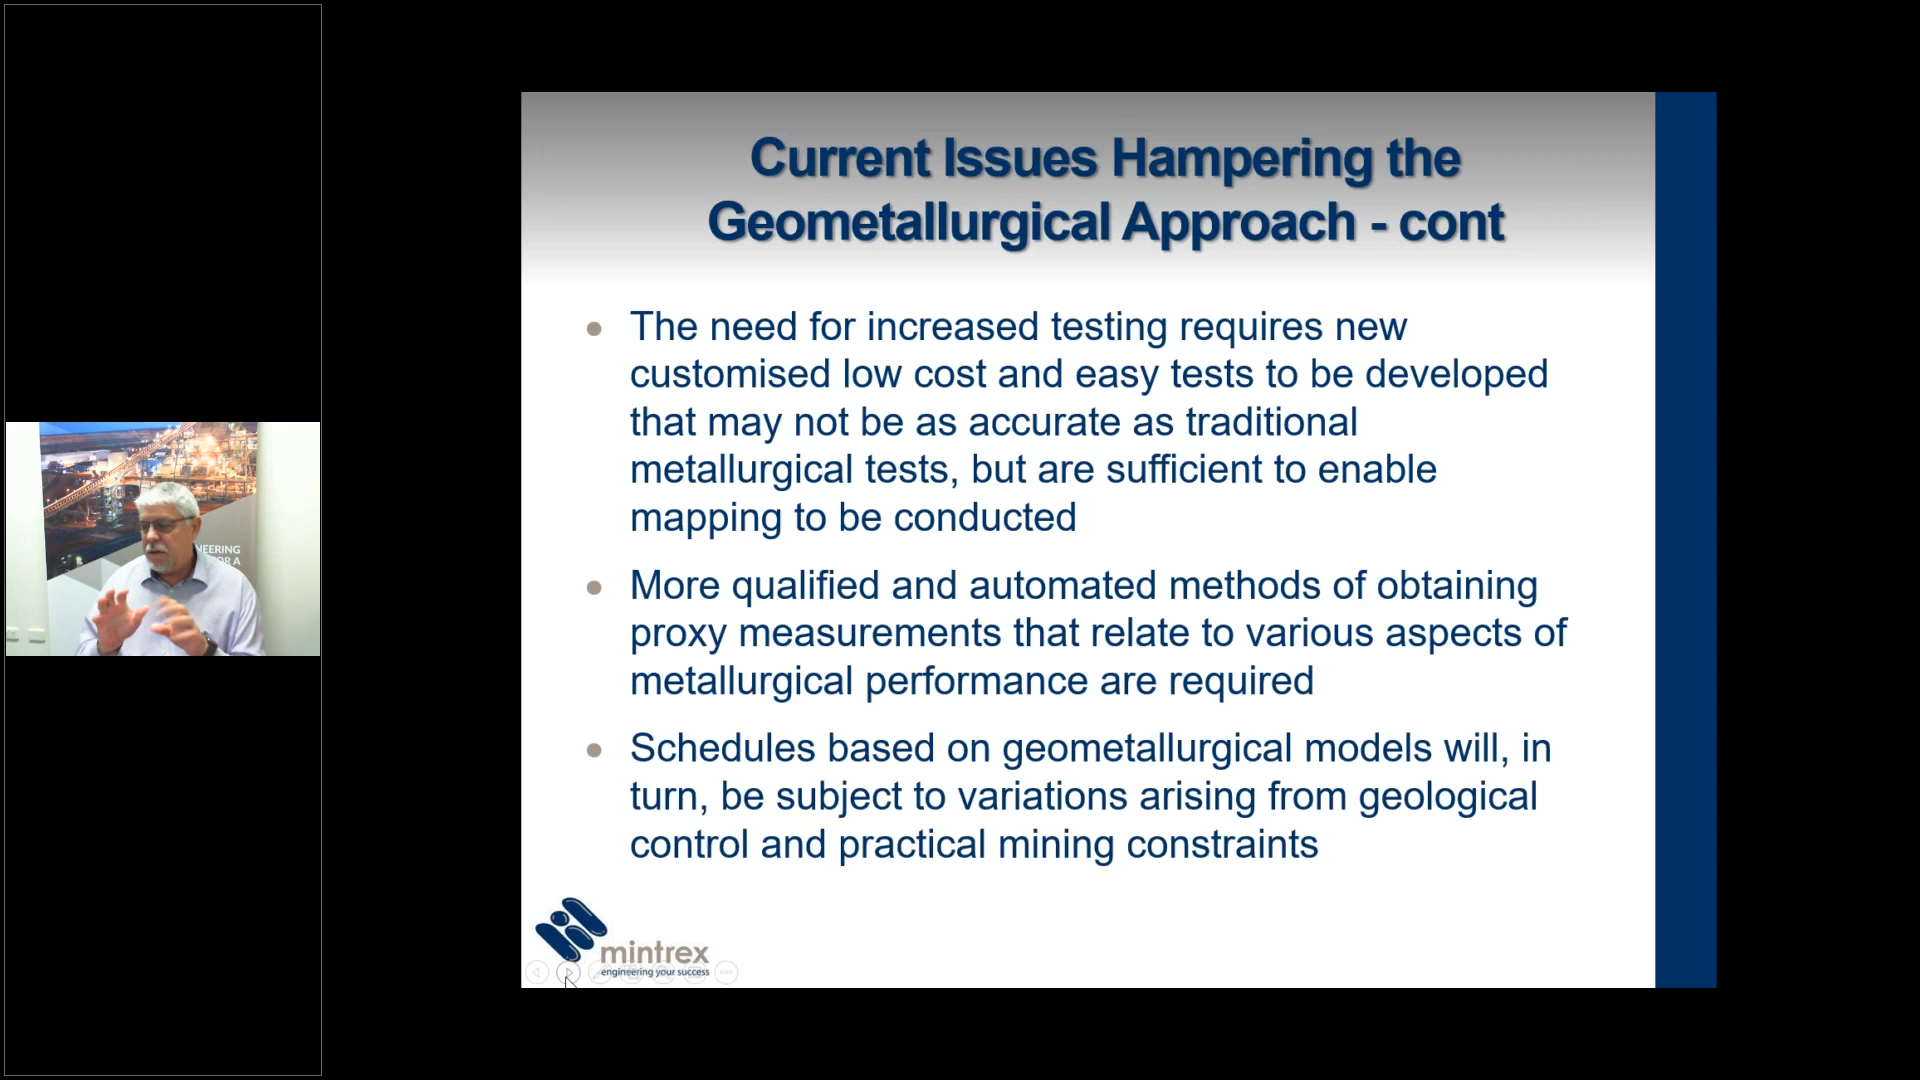 Current Issues Hampering the
Geometallurgical Approach - cont
The need for increased testing requires new
customised low cost and easy tests to be developed
that may not be as accurate as traditional
metallurgical tests, but are sufficient to enable
mapping to be conducted
More qualified and automated methods of obtaining
proxy measurements that relate to various aspects of
metallurgical performance are required
Schedules based on geometallurgical models will, in
turn, be subject to variations arising from geological
control and practical mining constraints
mintrex
engineering your success
NEERING
OR A